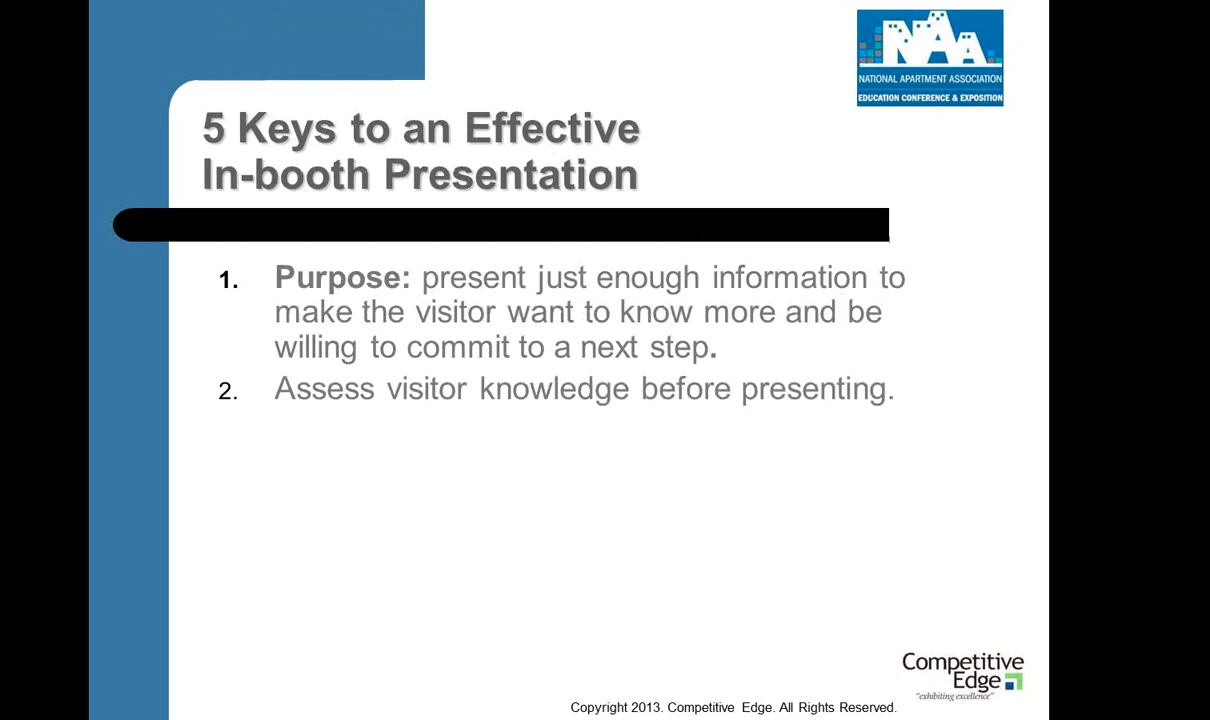 NAA
NATIONAL APARTMENT ASSOCIATION
EDUCATION CONFERENCE & EXPOSITION
5 Keys to an Effective
In-booth Presentation
1. Purpose: present just enough information to
make the visitor want to know more and be
willing to commit to a next step.
2. Assess visitor knowledge before presenting.
Competitive
Edge
"exhibiting excellence"
Copyright 2013. Competitive Edge. All Rights Reserved.